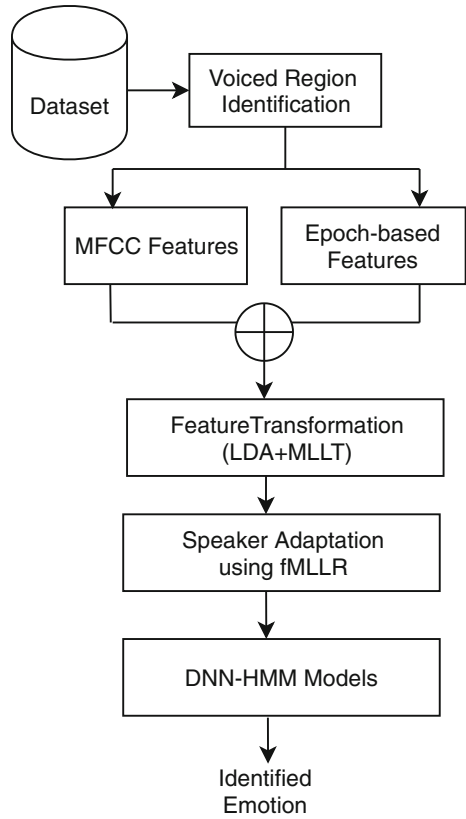 Dataset
Voiced Region
Identification
MFCC Features
Epoch-based
Features
FeatureTransformation
(LDA+MLLT)
Speaker Adaptation
using fMLLR
DNN-HMM Models
Identified
Emotion